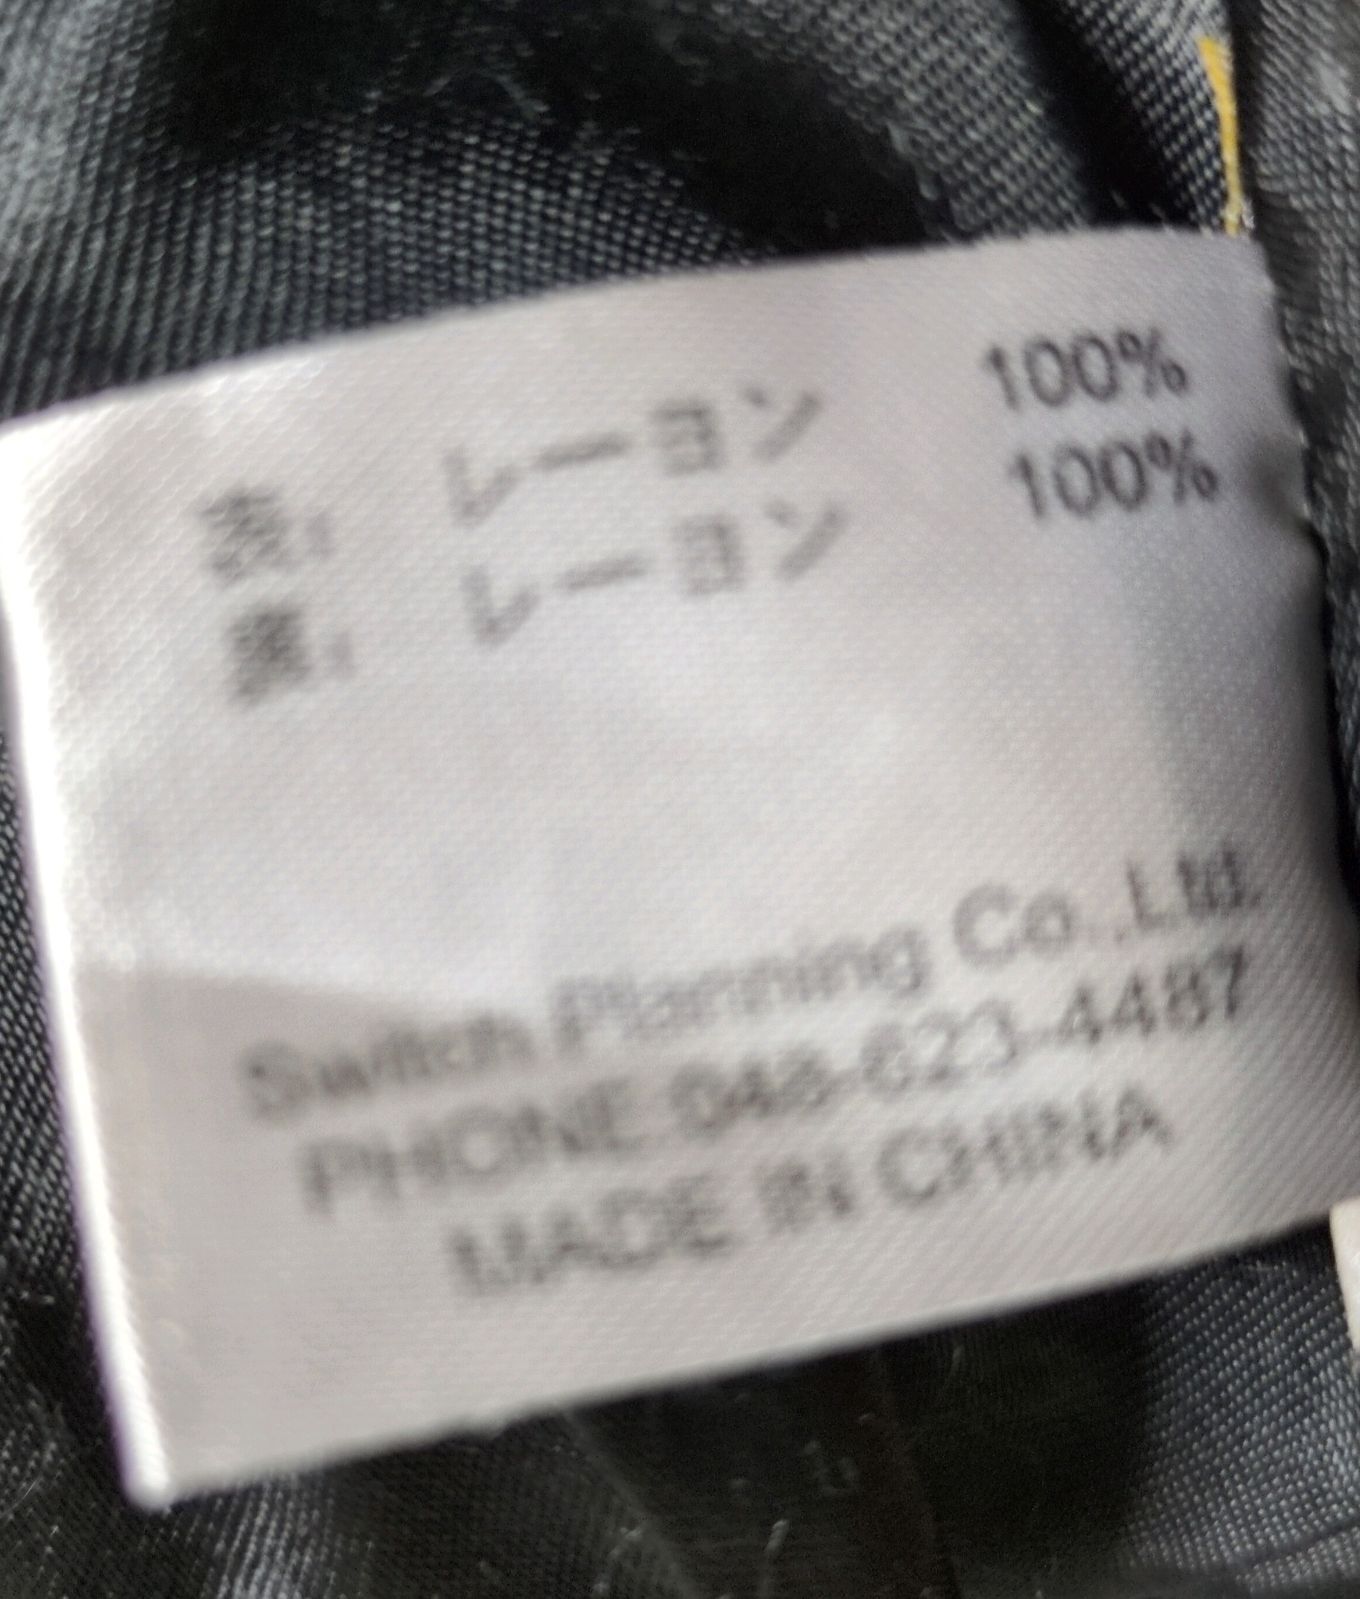 表: レーヨン 100%
裏: レーヨン 100%
Switch Planning Co.,Ltd.
PHONE 048-623-4487
MADE IN CHINA